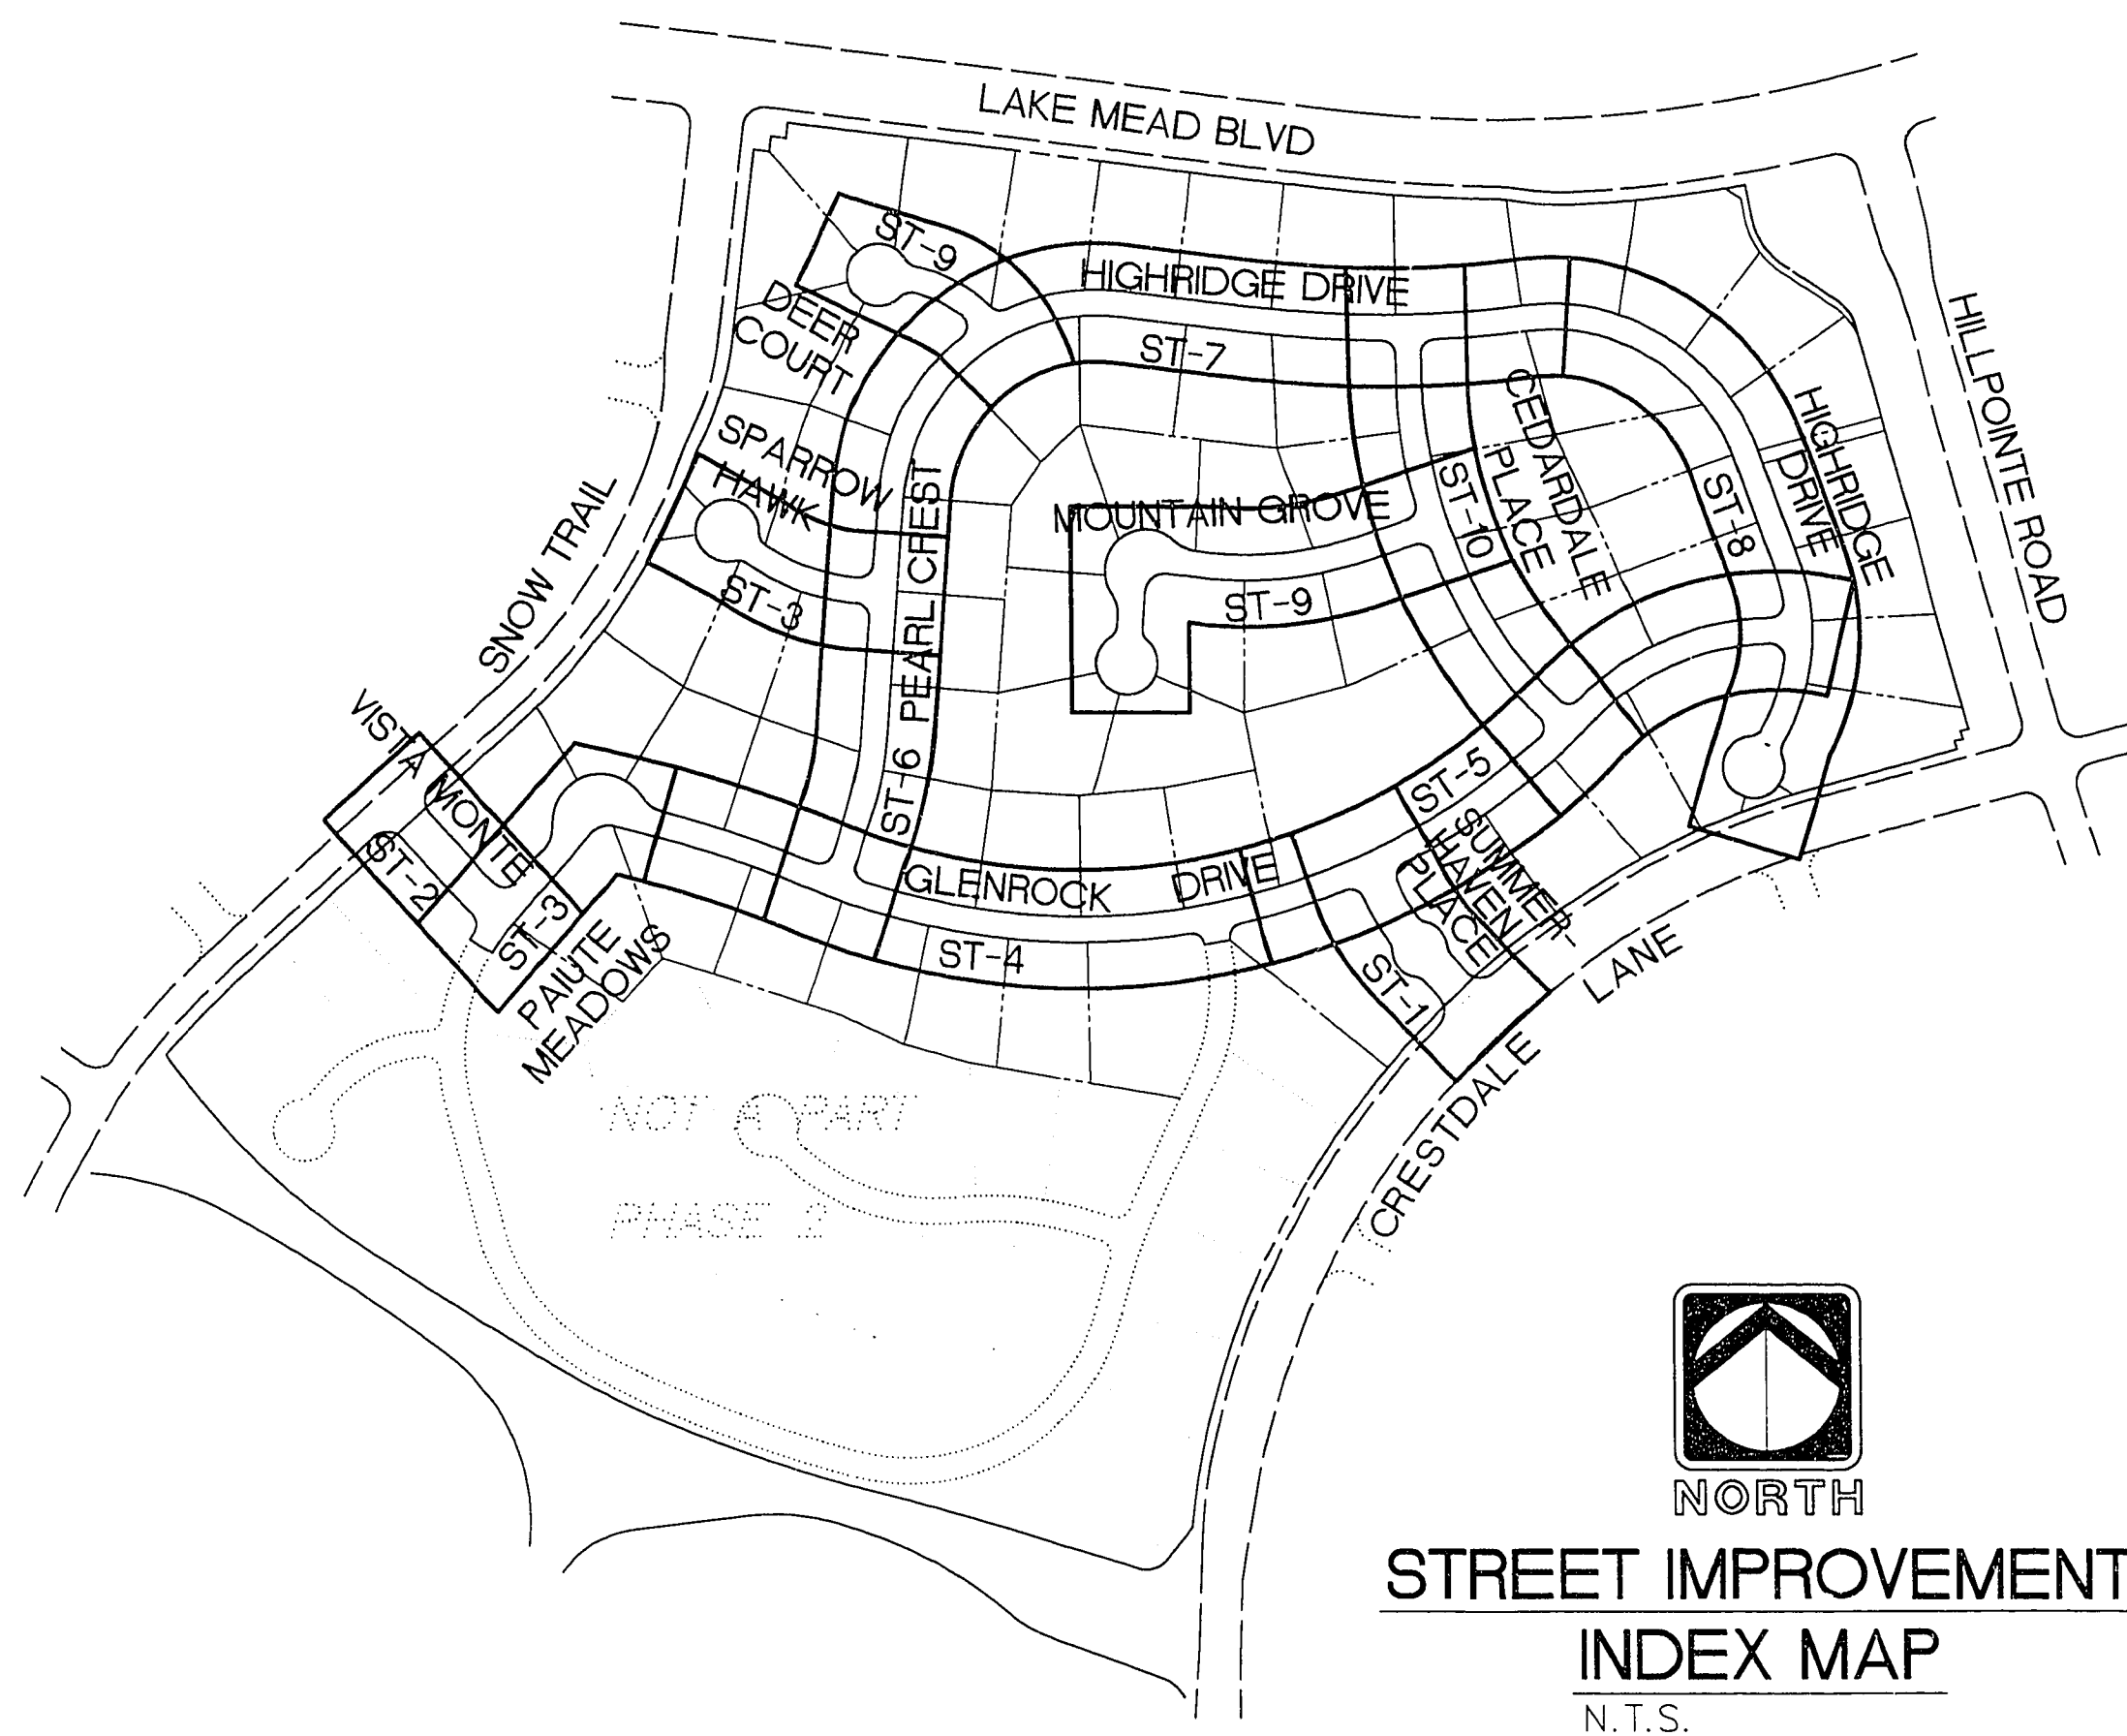 LAKE MEAD BLVD
ST-9
HIGHRIDGE DRIVE
DEER
COURT
ST-7
HILLPOINTE ROAD
HIGHRIDGE
DRIVE
CEDARDALE
PLACE
SPARROW
HAWK
PEARL CREST
ST-6
MOUNTAIN GROVE
ST-10
ST-8
SNOW TRAIL
ST-3
ST-9
VISTA MONTE
ST-2
ST-3
PAIUTE
MEADOWS
GLENROCK DRIVE
ST-4
ST-5
SUMMER
HAVEN
PLACE
ST-1
CRESTDALE LANE
NOT A PART
PHASE 2
NORTH
STREET IMPROVEMENT
INDEX MAP
N.T.S.